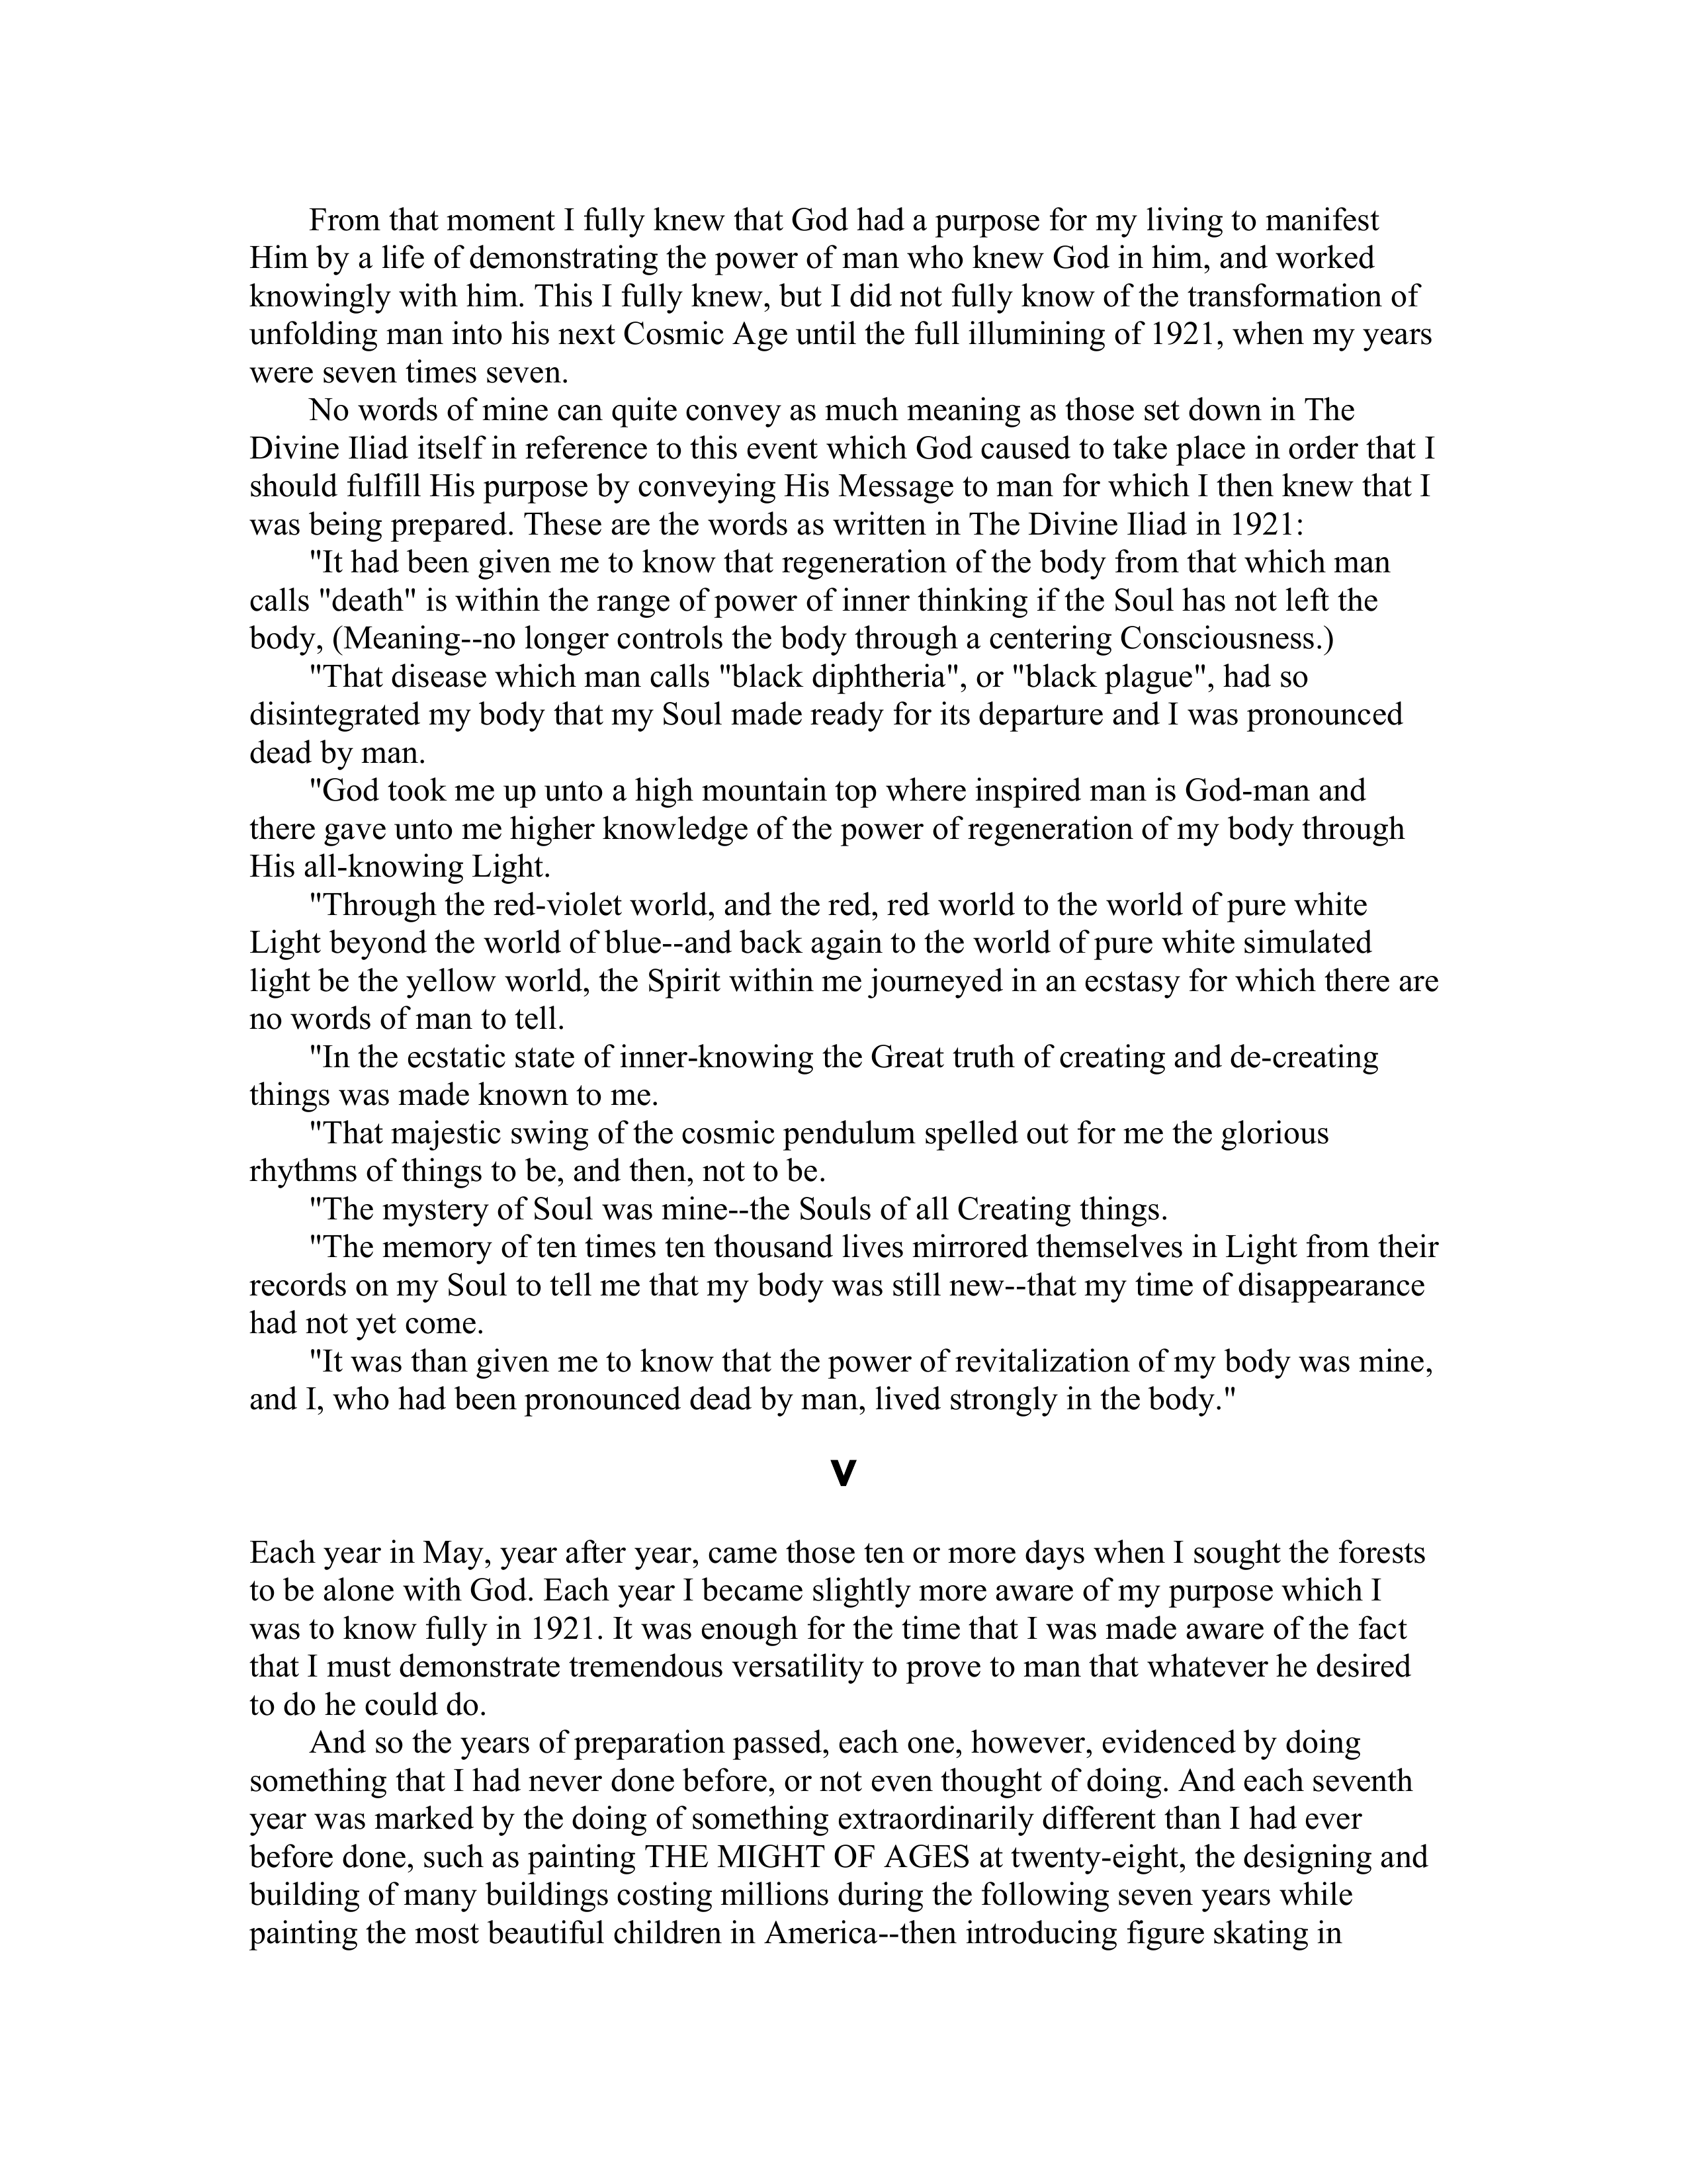 From that moment I fully knew that God had a purpose for my living to manifest
Him by a life of demonstrating the power of man who knew God in him, and worked
knowingly with him. This I fully knew, but I did not fully know of the transformation of
unfolding man into his next Cosmic Age until the full illumining of 1921, when my years
were seven times seven.
No words of mine can quite convey as much meaning as those set down in The
Divine Iliad itself in reference to this event which God caused to take place in order that I
should fulfill His purpose by conveying His Message to man for which I then knew that I
was being prepared. These are the words as written in The Divine Iliad in 1921:
"It had been given me to know that regeneration of the body from that which man
calls "death" is within the range of power of inner thinking if the Soul has not left the
body, (Meaning--no longer controls the body through a centering Consciousness.)
"That disease which man calls "black diphtheria", or "black plague", had so
disintegrated my body that my Soul made ready for its departure and I was pronounced
dead by man.
"God took me up unto a high mountain top where inspired man is God-man and
there gave unto me higher knowledge of the power of regeneration of my body through
His all-knowing Light.
"Through the red-violet world, and the red, red world to the world of pure white
Light beyond the world of blue--and back again to the world of pure white simulated
light be the yellow world, the Spirit within me journeyed in an ecstasy for which there are
no words of man to tell.
"In the ecstatic state of inner-knowing the Great truth of creating and de-creating
things was made known to me.
"That majestic swing of the cosmic pendulum spelled out for me the glorious
rhythms of things to be, and then, not to be.
"The mystery of Soul was mine--the Souls of all Creating things.
"The memory of ten times ten thousand lives mirrored themselves in Light from their
records on my Soul to tell me that my body was still new--that my time of disappearance
had not yet come.
"It was than given me to know that the power of revitalization of my body was mine,
and I, who had been pronounced dead by man, lived strongly in the body."
V
Each year in May, year after year, came those ten or more days when I sought the forests
to be alone with God. Each year I became slightly more aware of my purpose which I
was to know fully in 1921. It was enough for the time that I was made aware of the fact
that I must demonstrate tremendous versatility to prove to man that whatever he desired
to do he could do.
And so the years of preparation passed, each one, however, evidenced by doing
something that I had never done before, or not even thought of doing. And each seventh
year was marked by the doing of something extraordinarily different than I had ever
before done, such as painting THE MIGHT OF AGES at twenty-eight, the designing and
building of many buildings costing millions during the following seven years while
painting the most beautiful children in America--then introducing figure skating in